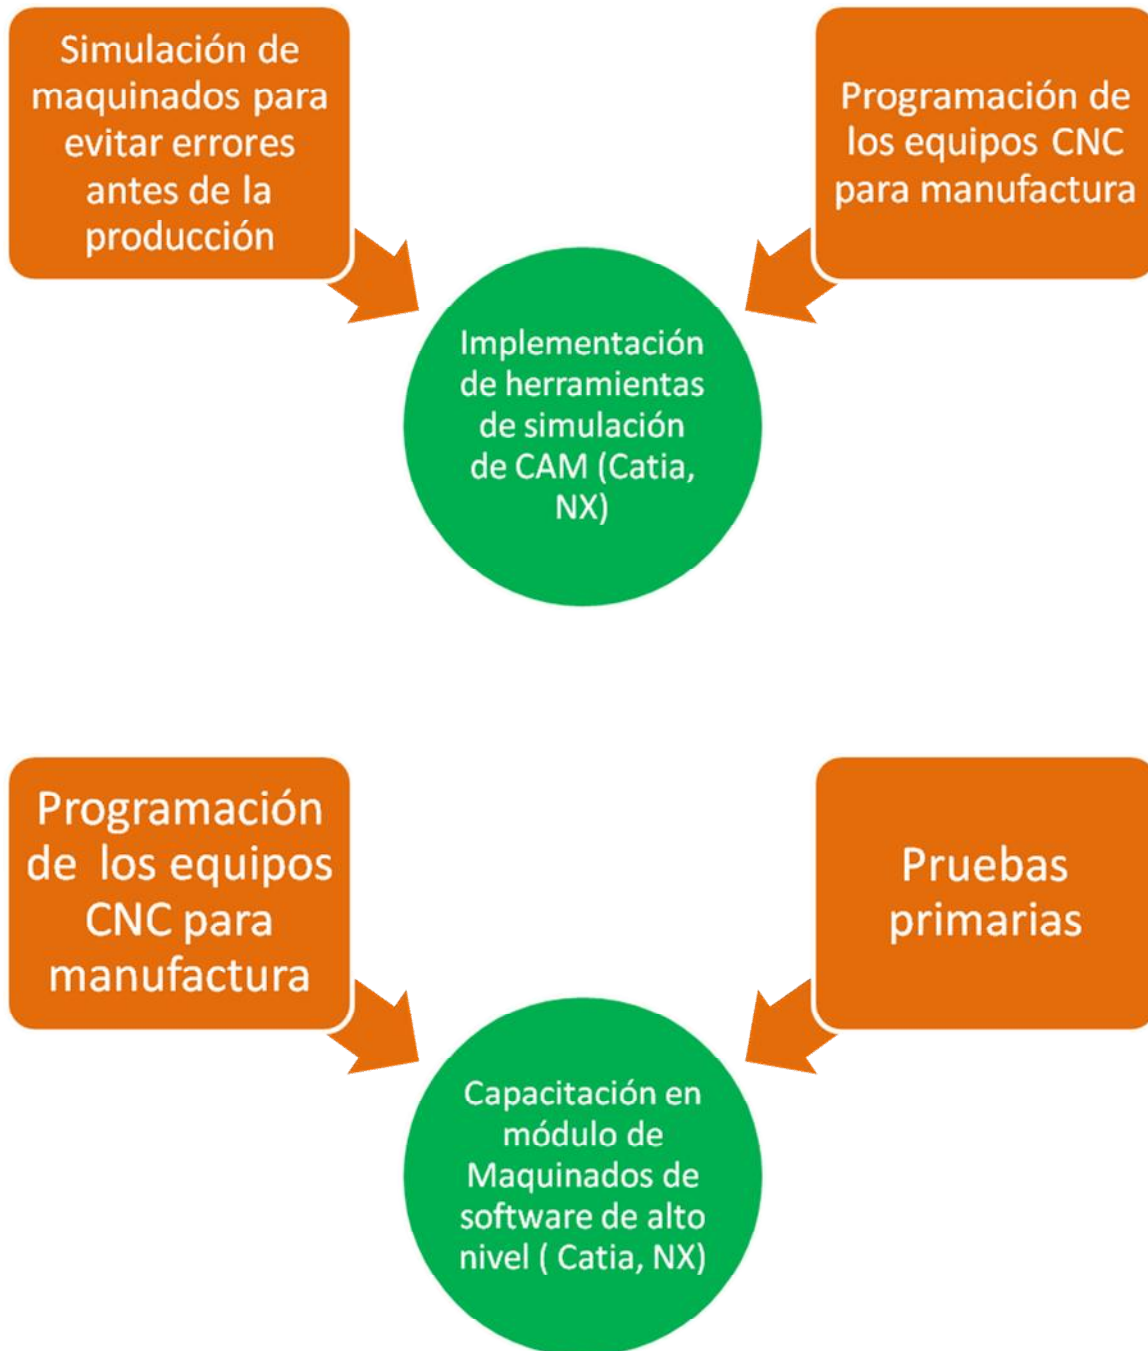 Simulación de
maquinados para
evitar errores
antes de la
producción
Programación de
los equipos CNC
para manufactura
Implementación
de herramientas
de simulación
de CAM (Catia,
NX)
Programación
de los equipos
CNC para
manufactura
Pruebas
primarias
Capacitación en
módulo de
Maquinados de
software de alto
nivel ( Catia, NX)